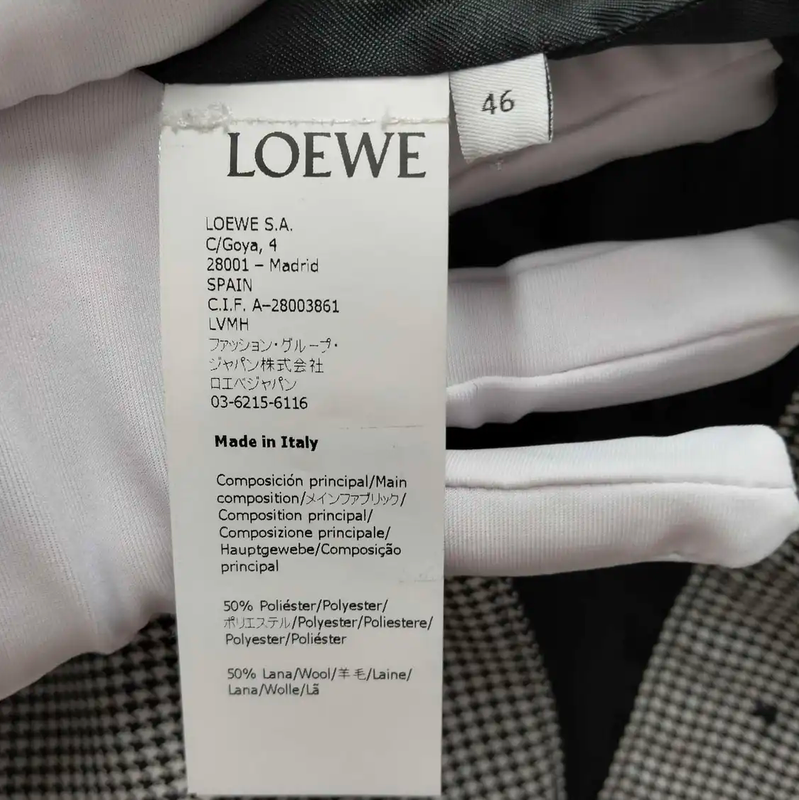 46
LOEWE
LOEWE S.A.
C/Goya, 4
28001 – Madrid
SPAIN
C.I.F. A–28003861
LVMH
ファッション・グループ・
ジャパン株式会社
ロエベジャパン
03-6215-6116
Made in Italy
Composición principal/Main
composition/メインファブリック/
Composition principal/
Composizione principale/
Hauptgewebe/Composição
principal
50% Poliéster/Polyester/
ポリエステル/Polyester/Poliestere/
Polyester/Poliéster
50% Lana/Wool/羊毛/Laine/
Lana/Wolle/Lã